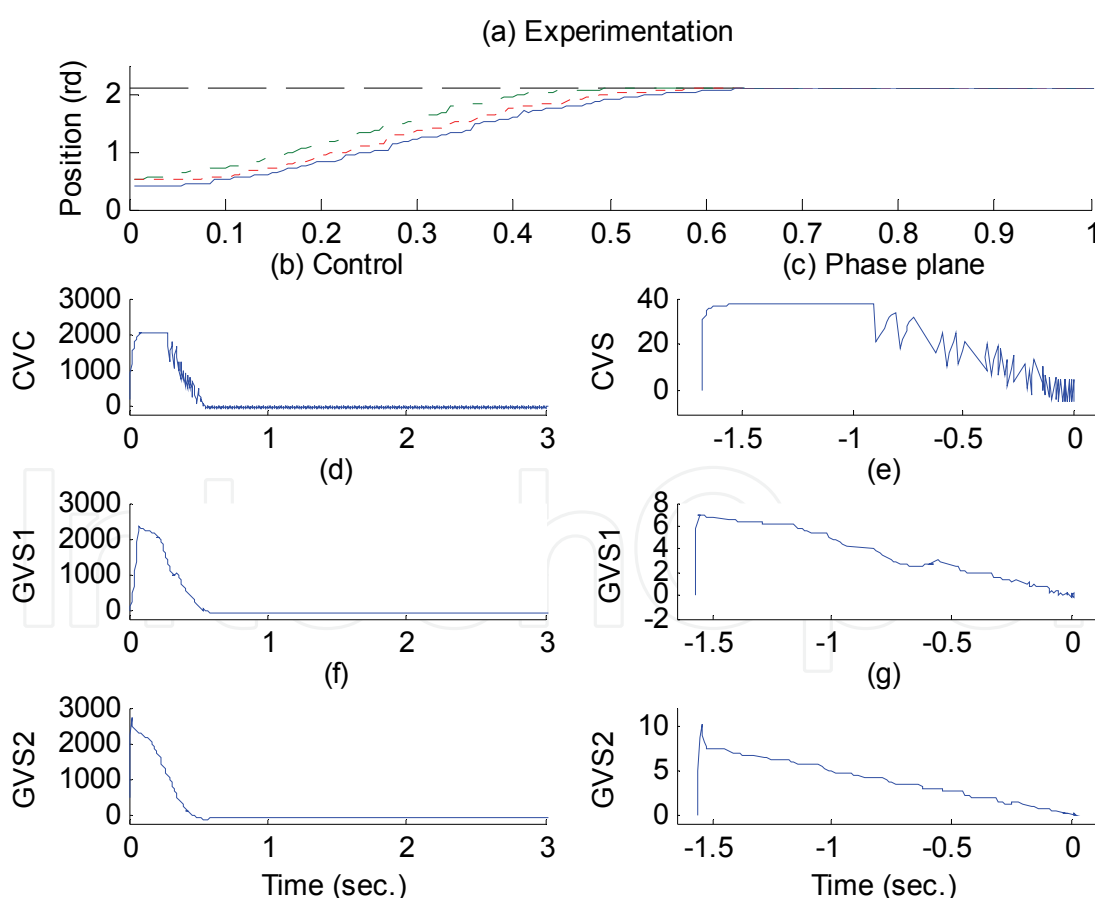 (a) Experimentation
Position (rd)
2
1
0
0 0.1 0.2 0.3 0.4 0.5 0.6 0.7 0.8 0.9 1
(b) Control
(c) Phase plane
CVC
3000
2000
1000
0
0 1 2 3
CVS
40
20
0
-1.5 -1 -0.5 0
(d)
(e)
GVS1
3000
2000
1000
0
0 1 2 3
GVS1
8
6
4
2
0
-2
-1.5 -1 -0.5 0
(f)
(g)
GVS2
3000
2000
1000
0
0 1 2 3
Time (sec.)
GVS2
10
5
0
-1.5 -1 -0.5 0
Time (sec.)